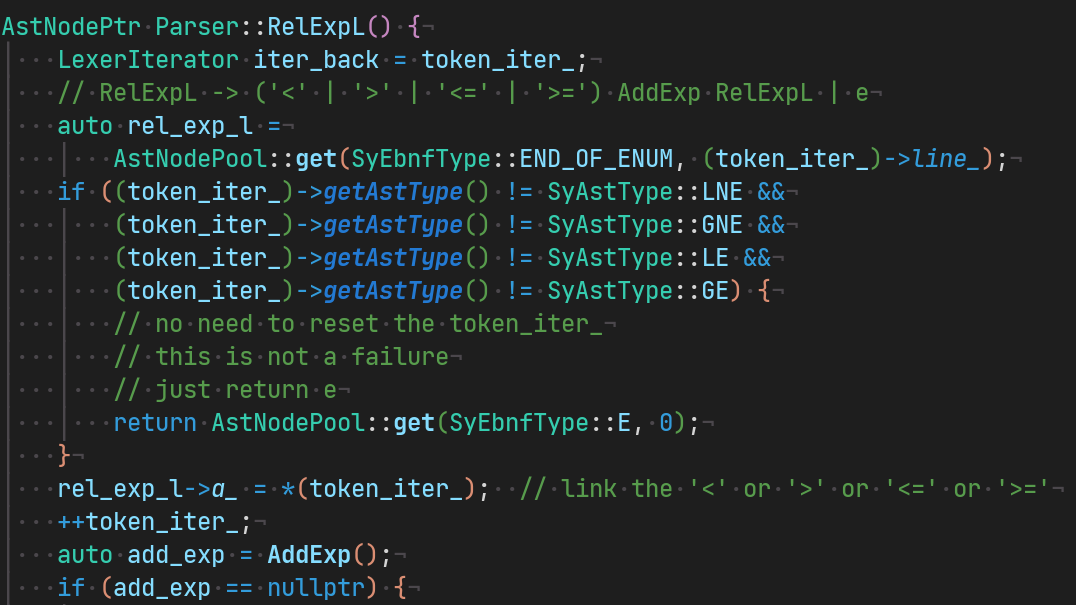 AstNodePtr Parser::RelExpL() {
    LexerIterator iter_back = token_iter_;
    // RelExpL -> ('<' | '>' | '<=' | '>=') AddExp RelExpL | e
    auto rel_exp_l =
        AstNodePool::get(SyEbnfType::END_OF_ENUM, (token_iter_)->line_);
    if ((token_iter_)->getAstType() != SyAstType::LNE &&
        (token_iter_)->getAstType() != SyAstType::GNE &&
        (token_iter_)->getAstType() != SyAstType::LE &&
        (token_iter_)->getAstType() != SyAstType::GE) {
        // no need to reset the token_iter_
        // this is not a failure
        // just return e
        return AstNodePool::get(SyEbnfType::E, 0);
    }
    rel_exp_l->a_ = *(token_iter_);  // link the '<' or '>' or '<=' or '>='
    ++token_iter_;
    auto add_exp = AddExp();
    if (add_exp == nullptr) {